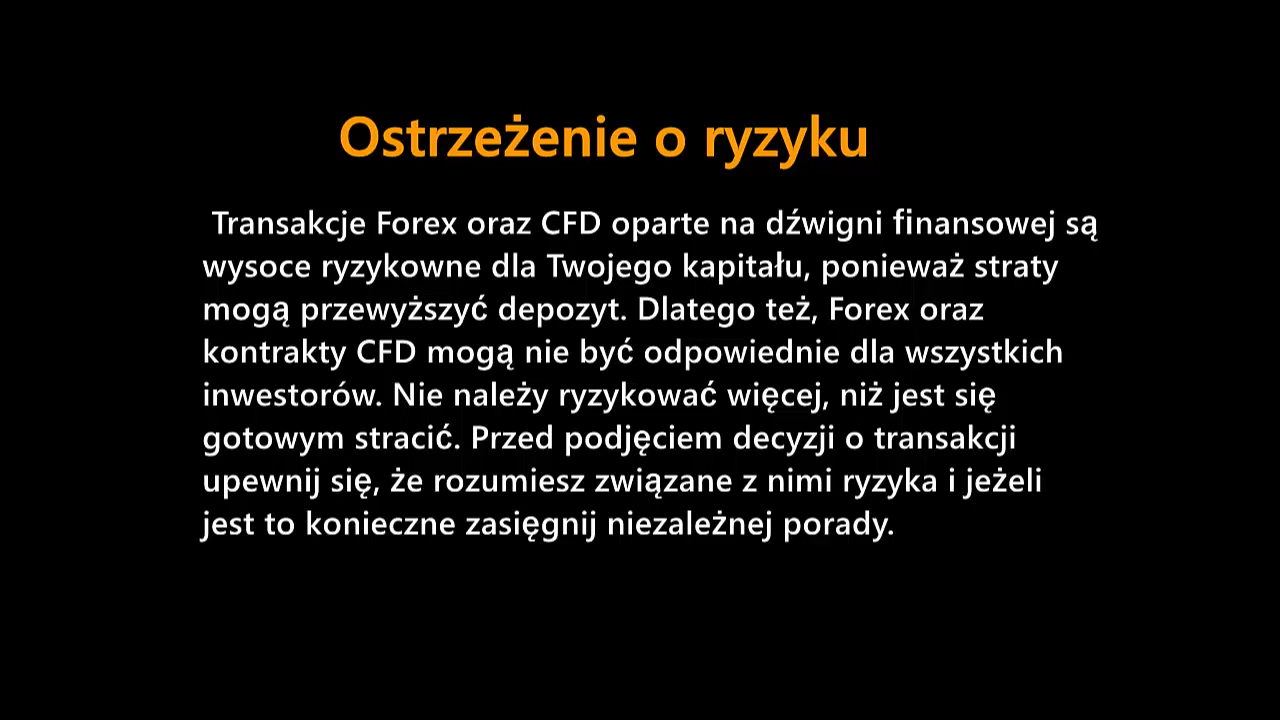 Ostrzeżenie o ryzyku
Transakcje Forex oraz CFD oparte na dźwigni finansowej są
wysoce ryzykowne dla Twojego kapitału, ponieważ straty
mogą przewyższyć depozyt. Dlatego też, Forex oraz
kontrakty CFD mogą nie być odpowiednie dla wszystkich
inwestorów. Nie należy ryzykować więcej, niż jest się
gotowym stracić. Przed podjęciem decyzji o transakcji
upewnij się, że rozumiesz związane z nimi ryzyka i jeżeli
jest to konieczne zasięgnij niezależnej porady.